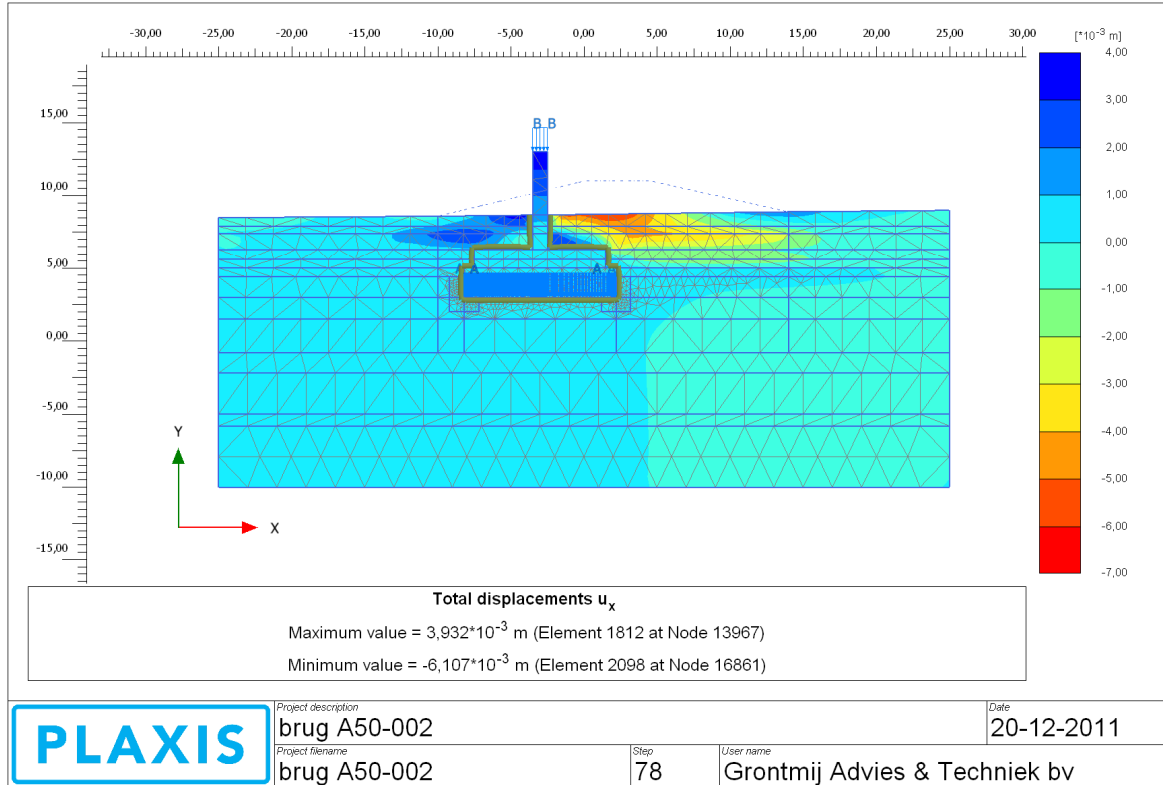 -30,00 -25,00 -20,00 -15,00 -10,00 -5,00 0,00 5,00 10,00 15,00 20,00 25,00 30,00
[*10⁻³ m]
4,00
3,00
2,00
1,00
0,00
-1,00
-2,00
-3,00
-4,00
-5,00
-6,00
-7,00
15,00
10,00
5,00
0,00
-5,00
-10,00
-15,00
B B
A A A
Y
X
Total displacements uₓ
Maximum value = 3,932*10⁻³ m (Element 1812 at Node 13967)
Minimum value = -6,107*10⁻³ m (Element 2098 at Node 16861)
PLAXIS
Project description
brug A50-002
Date
20-12-2011
Project filename
brug A50-002
Step
78
User name
Grontmij Advies & Techniek bv